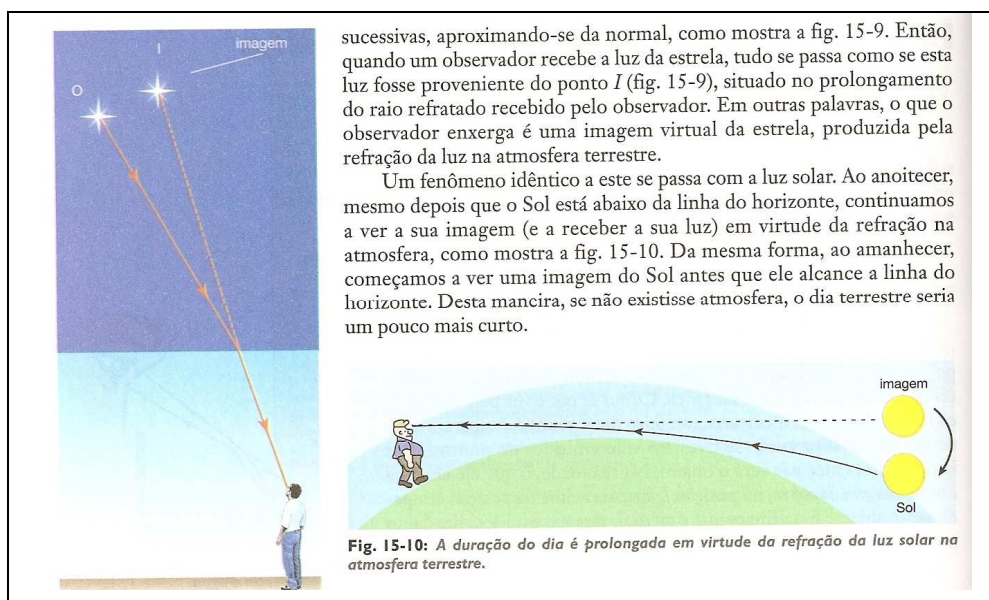 O
I
imagem
sucessivas, aproximando-se da normal, como mostra a fig. 15-9. Então,
quando um observador recebe a luz da estrela, tudo se passa como se esta
luz fosse proveniente do ponto I (fig. 15-9), situado no prolongamento
do raio refratado recebido pelo observador. Em outras palavras, o que o
observador enxerga é uma imagem virtual da estrela, produzida pela
refração da luz na atmosfera terrestre.
Um fenômeno idêntico a este se passa com a luz solar. Ao anoitecer,
mesmo depois que o Sol está abaixo da linha do horizonte, continuamos
a ver a sua imagem (e a receber a sua luz) em virtude da refração na
atmosfera, como mostra a fig. 15-10. Da mesma forma, ao amanhecer,
começamos a ver uma imagem do Sol antes que ele alcance a linha do
horizonte. Desta maneira, se não existisse atmosfera, o dia terrestre seria
um pouco mais curto.
imagem
Sol
Fig. 15-10: A duração do dia é prolongada em virtude da refração da luz solar na
atmosfera terrestre.